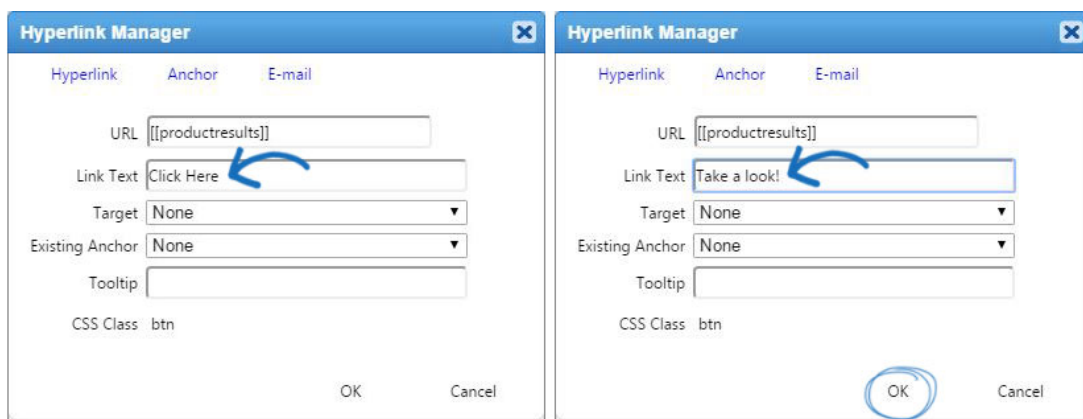 Hyperlink Manager
Hyperlink Anchor E-mail
URL [[productresults]]
Link Text Click Here
Target None
Existing Anchor None
Tooltip
CSS Class btn
OK Cancel
Hyperlink Manager
Hyperlink Anchor E-mail
URL [[productresults]]
Link Text Take a look!
Target None
Existing Anchor None
Tooltip
CSS Class btn
OK Cancel